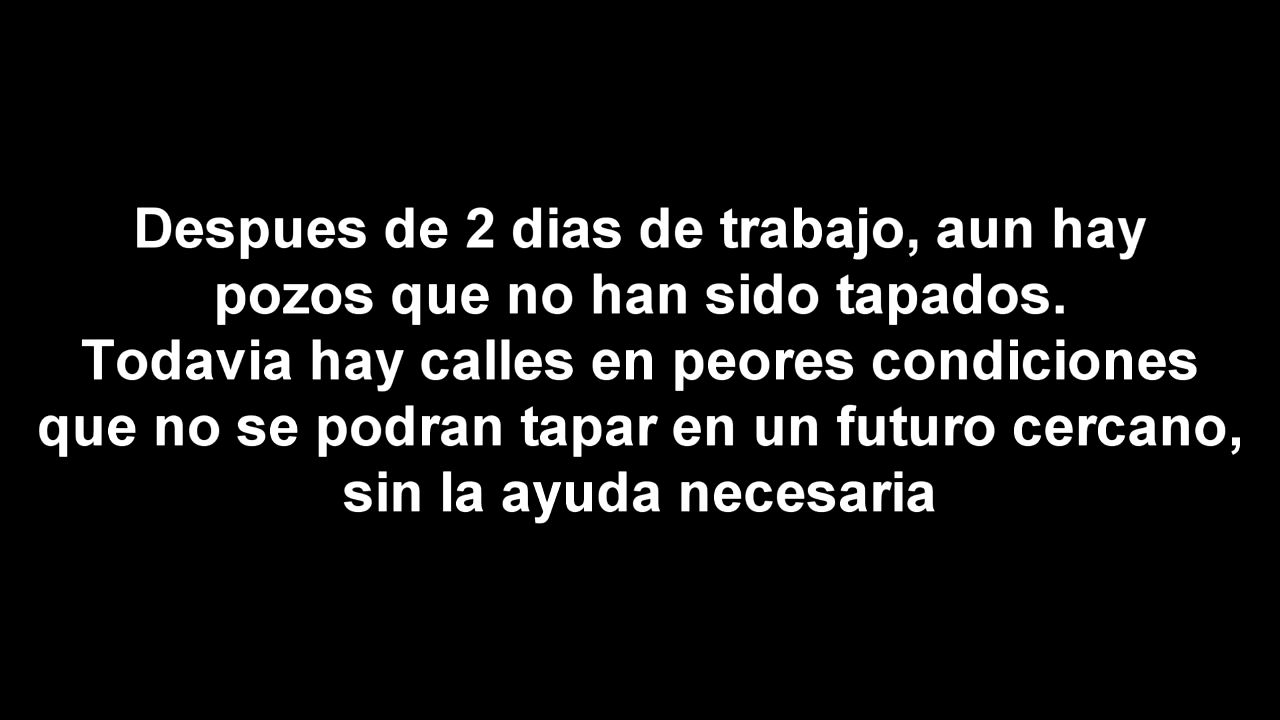 Despues de 2 dias de trabajo, aun hay
pozos que no han sido tapados.
Todavia hay calles en peores condiciones
que no se podran tapar en un futuro cercano,
sin la ayuda necesaria